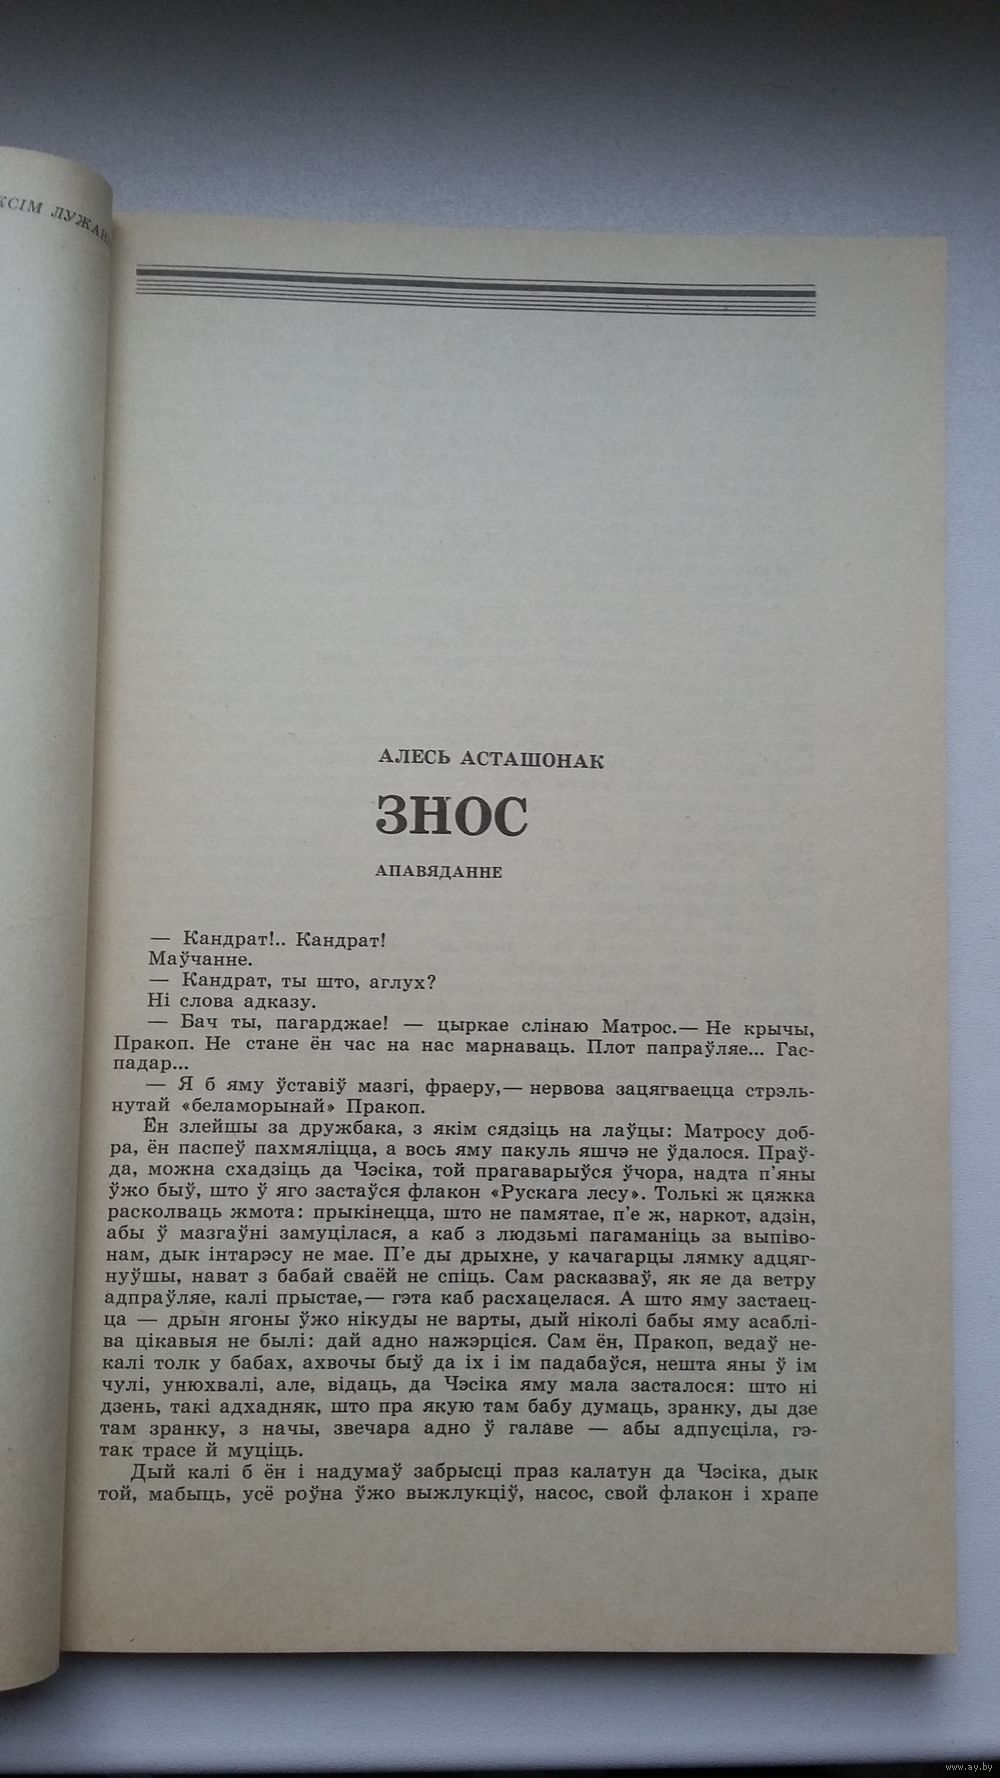 КСІМ ЛУЖАН
АЛЕСЬ АСТАШОНАК
ЗНОС
АПАВЯДАННЕ
— Кандрат!.. Кандрат!
Маўчанне.
— Кандрат, ты што, аглух?
Ні слова адказу.
— Бач ты, пагарджае! — цыркае слінаю Матрос.— Не крычы,
Пракоп. Не стане ён час на нас марнаваць. Плот папраўляе... Гас-
падар...
— Я б яму ўставіў мазгі, фраеру,— нервова зацягваецца стрэль-
нутай «беламорынай» Пракоп.
Ён злейшы за дружбака, з якім сядзіць на лаўцы: Матросу доб-
ра, ён паспеў пахмяліцца, а вось яму пакуль яшчэ не ўдалося. Праў-
да, можна схадзіць да Чэсіка, той прагаварыўся ўчора, надта п'яны
ўжо быў, што ў яго застаўся флакон «Рускага лесу». Толькі ж цяжка
расколваць жмота: прыкінецца, што не памятае, п'е ж, наркот, адзін,
абы ў мазгаўні замуцілася, а каб з людзьмі пагаманіць за выпіво-
нам, дык інтарэсу не мае. П'е ды дрыхне, у качагарцы лямку адцяг-
нуўшы, нават з бабай сваёй не спіць. Сам расказваў, як яе да ветру
адпраўляе, калі прыстае,— гэта каб расхацелася. А што яму застаец-
ца — дрын ягоны ўжо нікуды не варты, дый ніколі бабы яму асаблі-
ва цікавыя не былі: дай адно нажэрціся. Сам ён, Пракоп, ведаў не-
калі толк у бабах, ахвочы быў да іх і ім падабаўся, нешта яны ў ім
чулі, унюхвалі, але, відаць, да Чэсіка яму мала засталося: што ні
дзень, такі адхадняк, што пра якую там бабу думаць, зранку, ды дзе
там зранку, з начы, звечара адно ў галаве — абы адпусціла, гэ-
так трасе й муціць.
Дый калі б ён і надумаў забрысці праз калатун да Чэсіка, дык
той, мабыць, усё роўна ўжо выжлукціў, насос, свой флакон і храпе
www.ay.by